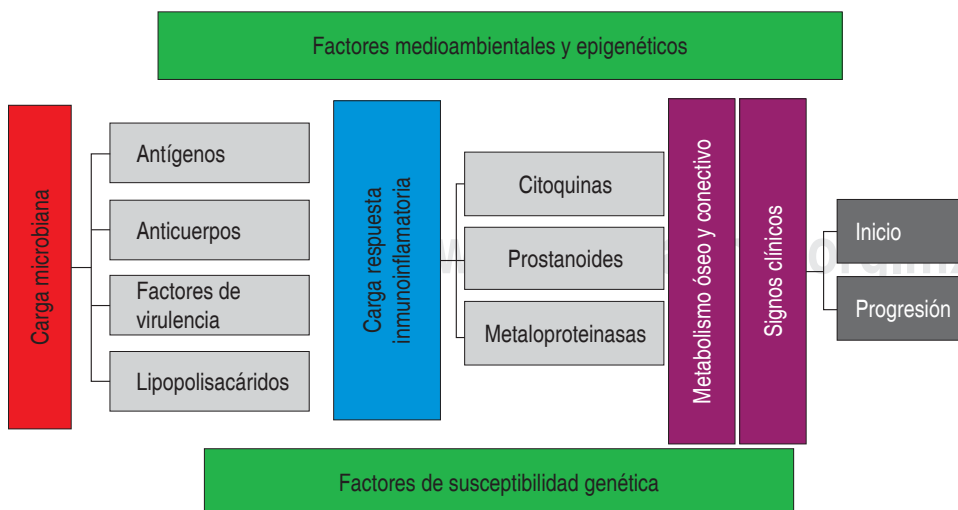 Factores medioambientales y epigenéticos
Carga microbiana
Antígenos
Anticuerpos
Factores de
virulencia
Lipopolisacáridos
Carga respuesta
inmunoinflamatoria
Citoquinas
Prostanoides
Metaloproteinasas
Metabolismo óseo y conectivo
Signos clínicos
Inicio
Progresión
Factores de susceptibilidad genética